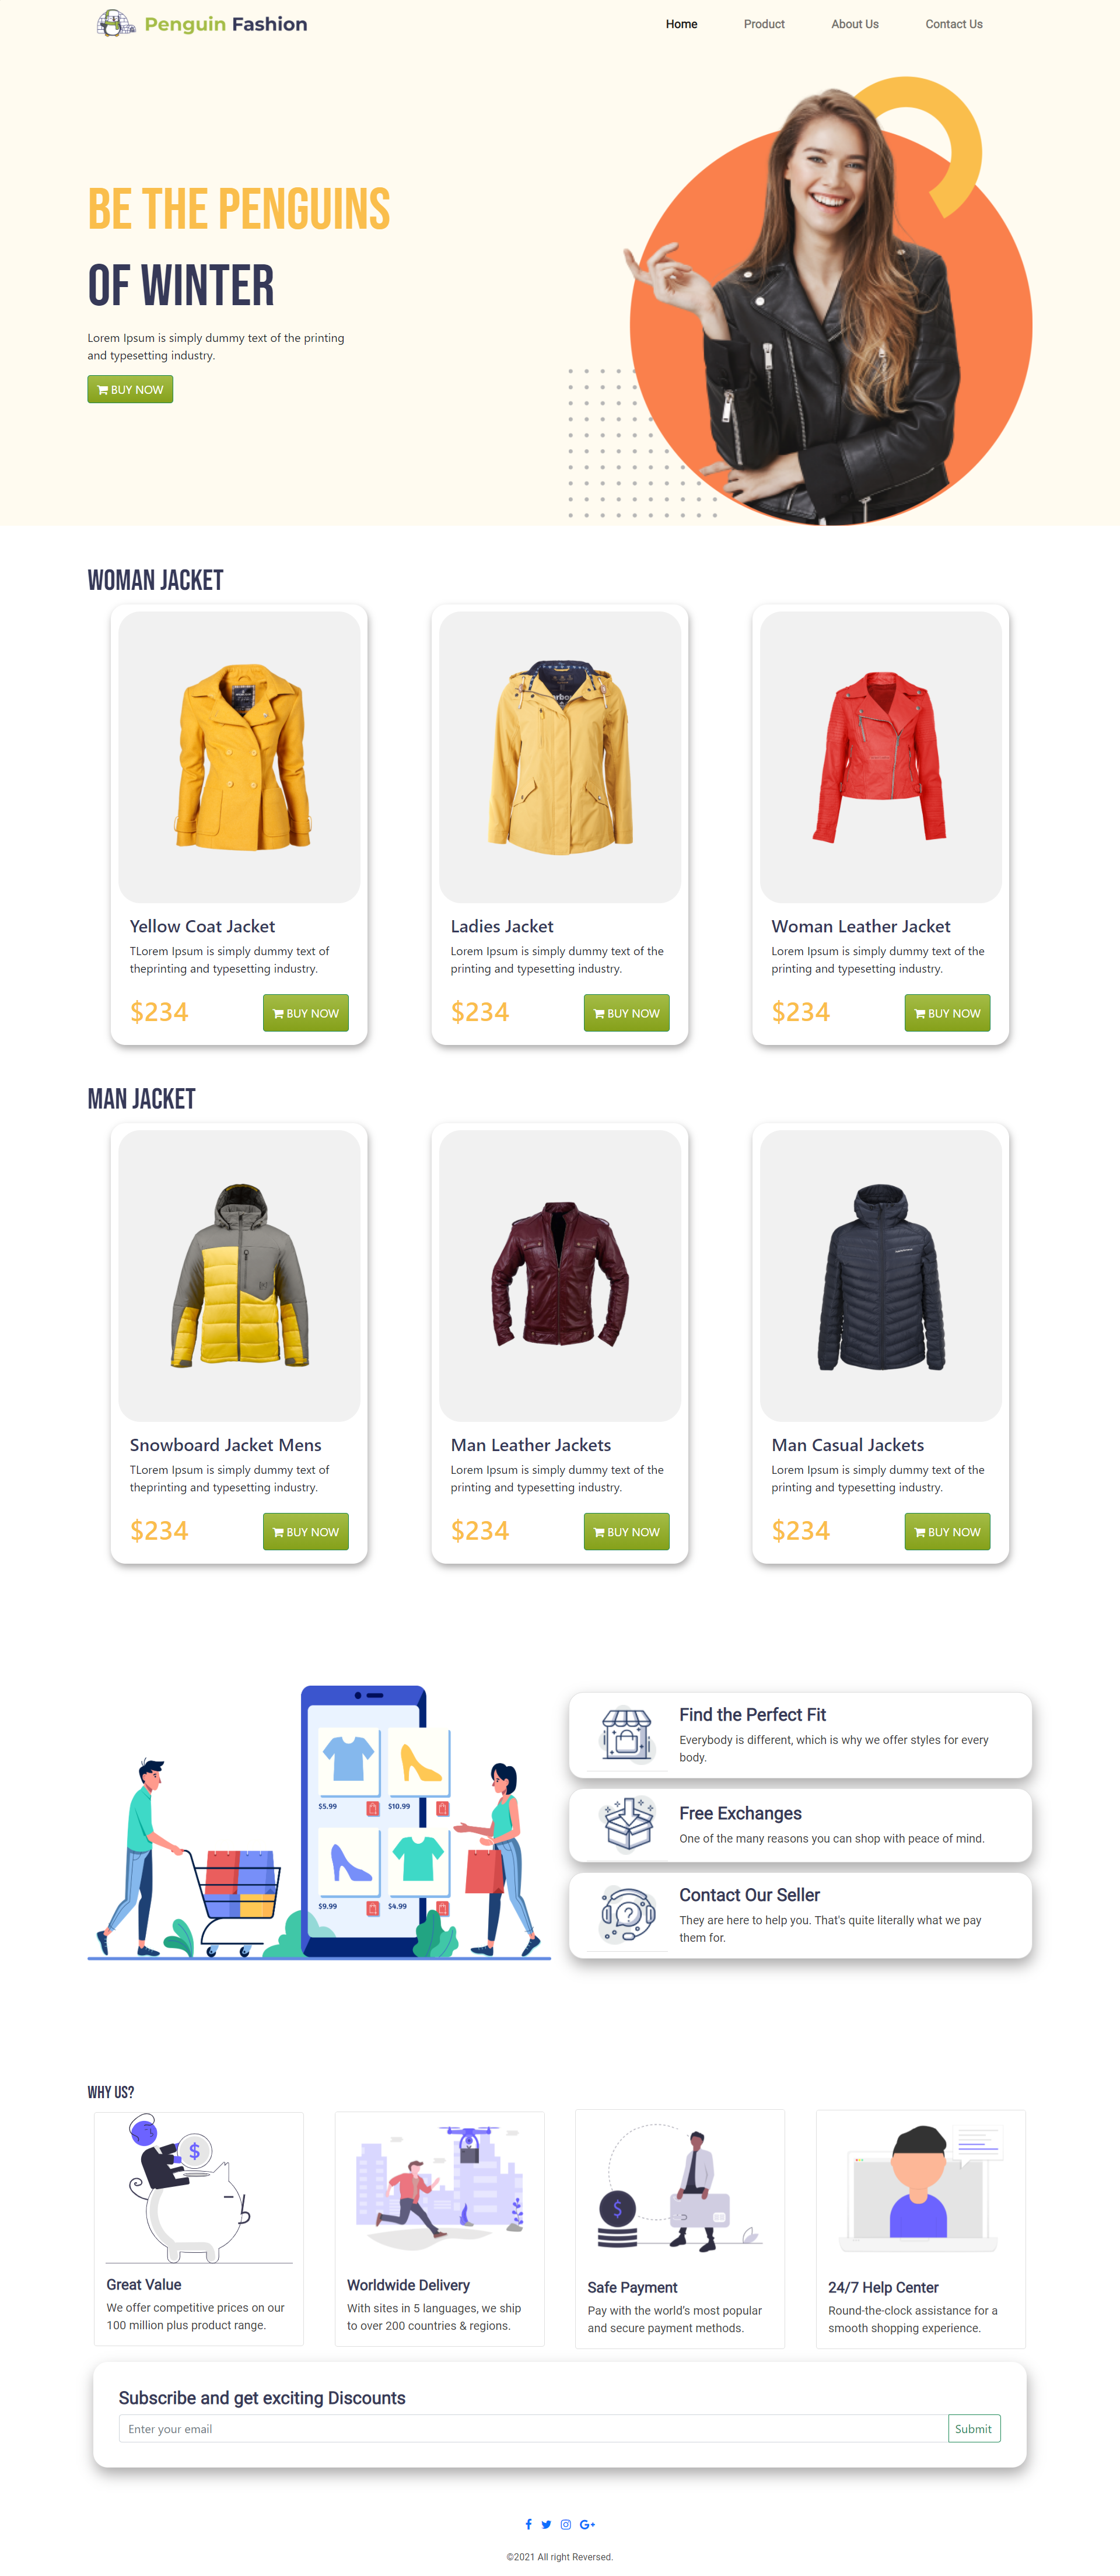 Penguin Fashion
Home Product About Us Contact Us
BE THE PENGUINS
OF WINTER
Lorem Ipsum is simply dummy text of the printing
and typesetting industry.
BUY NOW
WOMAN JACKET
Yellow Coat Jacket
TLorem Ipsum is simply dummy text of
theprinting and typesetting industry.
$234 BUY NOW
Ladies Jacket
Lorem Ipsum is simply dummy text of the
printing and typesetting industry.
$234 BUY NOW
Woman Leather Jacket
Lorem Ipsum is simply dummy text of the
printing and typesetting industry.
$234 BUY NOW
MAN JACKET
Snowboard Jacket Mens
TLorem Ipsum is simply dummy text of
theprinting and typesetting industry.
$234 BUY NOW
Man Leather Jackets
Lorem Ipsum is simply dummy text of the
printing and typesetting industry.
$234 BUY NOW
Man Casual Jackets
Lorem Ipsum is simply dummy text of the
printing and typesetting industry.
$234 BUY NOW
$5.99 $10.99
$9.99 $4.99
Find the Perfect Fit
Everybody is different, which is why we offer styles for every
body.
Free Exchanges
One of the many reasons you can shop with peace of mind.
Contact Our Seller
They are here to help you. That's quite literally what we pay
them for.
WHY US?
Great Value
We offer competitive prices on our
100 million plus product range.
Worldwide Delivery
With sites in 5 languages, we ship
to over 200 countries & regions.
Safe Payment
Pay with the world's most popular
and secure payment methods.
24/7 Help Center
Round-the-clock assistance for a
smooth shopping experience.
Subscribe and get exciting Discounts
Enter your email Submit
©2021 All right Reversed.